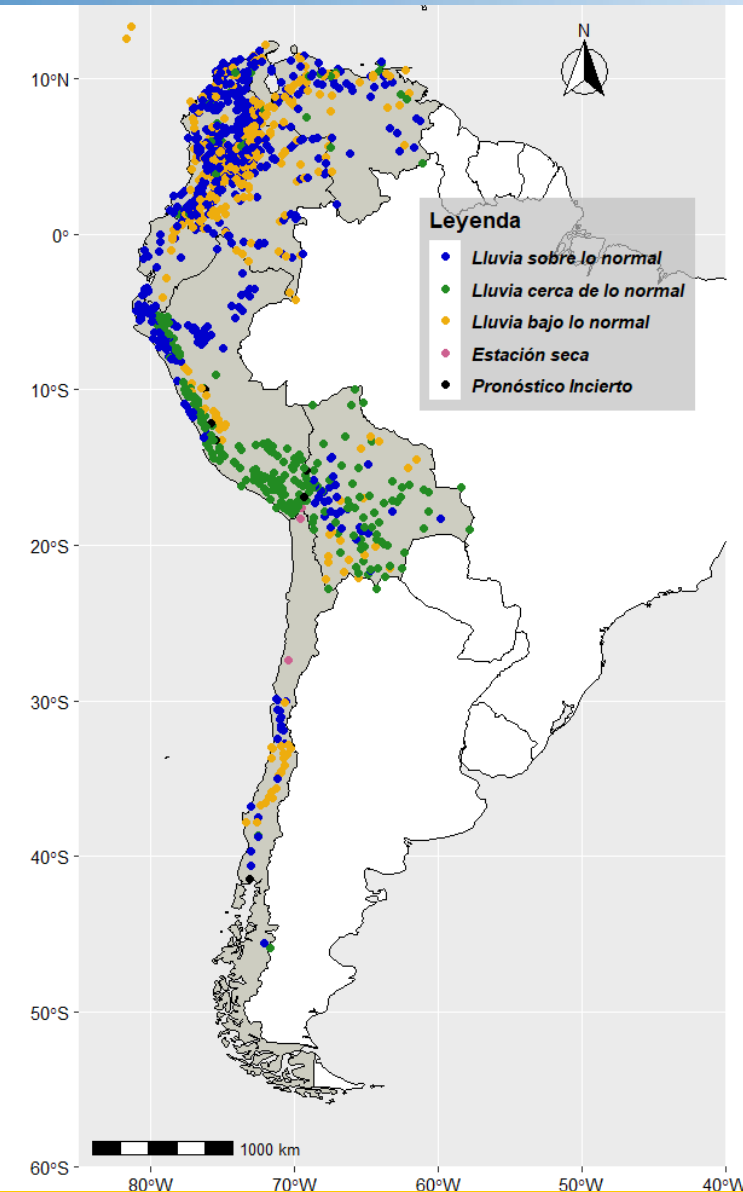 N
10°N
0°
10°S
20°S
30°S
40°S
50°S
60°S
Leyenda
Lluvia sobre lo normal
Lluvia cerca de lo normal
Lluvia bajo lo normal
Estación seca
Pronóstico Incierto
1000 km
80°W
70°W
60°W
50°W
40°W